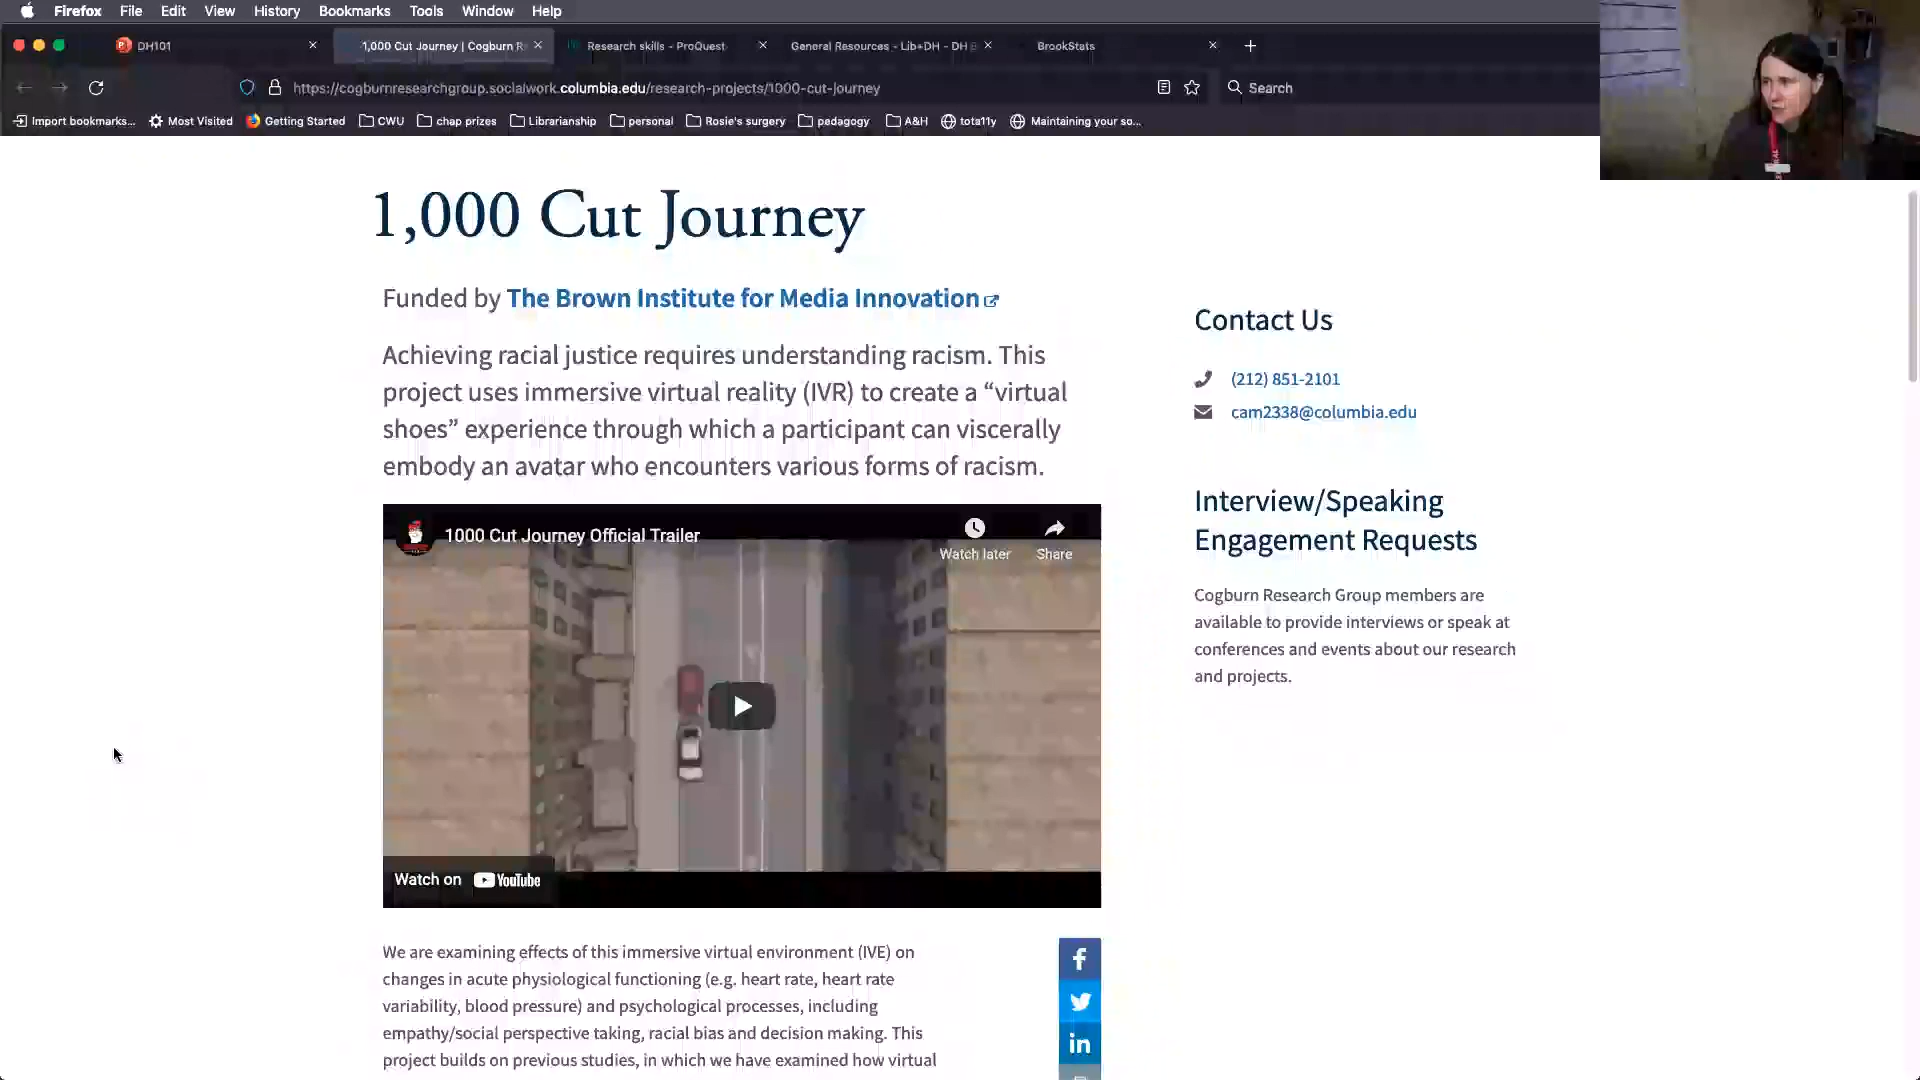 Firefox File Edit View History Bookmarks Tools Window Help
DH101
1,000 Cut Journey | Cogburn R
Research skills - ProQuest
General Resources - Lib+DH - DH
BrookStats
https://cogburnresearchgroup.socialwork.columbia.edu/research-projects/1000-cut-journey
Search
Import bookmarks... Most Visited Getting Started CWU chap prizes Librarianship personal Rosie's surgery pedagogy A&H tota11y Maintaining your so...
1,000 Cut Journey
Funded by The Brown Institute for Media Innovation
Achieving racial justice requires understanding racism. This
project uses immersive virtual reality (IVR) to create a “virtual
shoes” experience through which a participant can viscerally
embody an avatar who encounters various forms of racism.
1000 Cut Journey Official Trailer
Watch later
Share
Watch on YouTube
We are examining effects of this immersive virtual environment (IVE) on
changes in acute physiological functioning (e.g. heart rate, heart rate
variability, blood pressure) and psychological processes, including
empathy/social perspective taking, racial bias and decision making. This
project builds on previous studies, in which we have examined how virtual
Contact Us
(212) 851-2101
cam2338@columbia.edu
Interview/Speaking
Engagement Requests
Cogburn Research Group members are
available to provide interviews or speak at
conferences and events about our research
and projects.